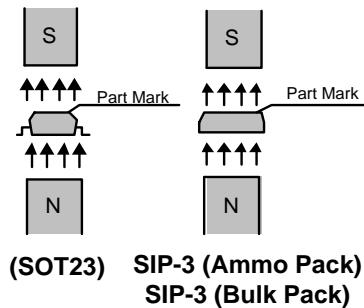 S
S
Part Mark
Part Mark
N
N
(SOT23)
SIP-3 (Ammo Pack)
SIP-3 (Bulk Pack)